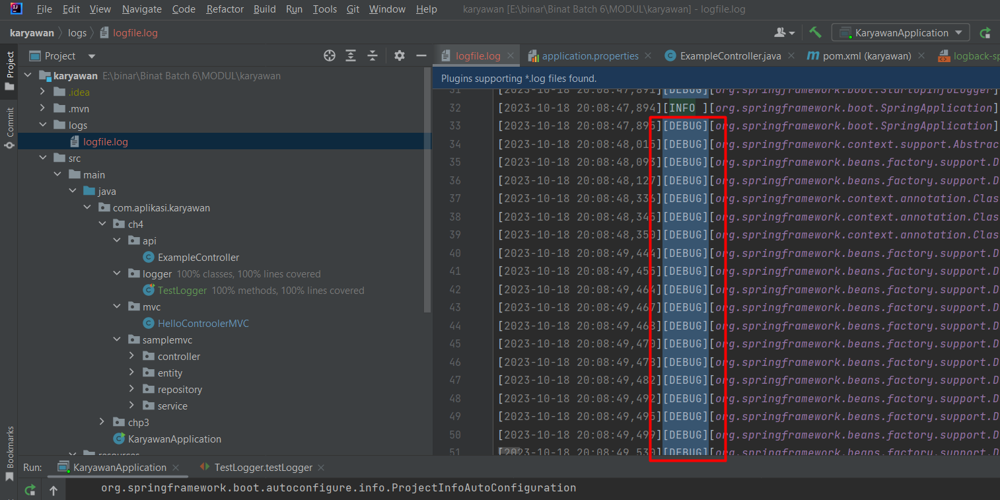 File Edit View Navigate Code Refactor Build Run Tools Git Window Help karyawan [E:\binar\Binat Batch 6\MODUL\karyawan] - logfile.log
karyawan logs logfile.log KaryawanApplication
Project
Commit
Bookmarks
Project
karyawan E:\binar\Binat Batch 6\MODUL\karyawan
.idea
.mvn
logs
logfile.log
src
main
java
com.aplikasi.karyawan
ch4
api
ExampleController
logger 100% classes, 100% lines covered
TestLogger 100% methods, 100% lines covered
mvc
HelloControolerMVC
samplemvc
controller
entity
repository
service
chp3
KaryawanApplication
resources
logfile.log application.properties ExampleController.java pom.xml (karyawan) logback-sp
Plugins supporting *.log files found.
31 [2023-10-18 20:08:47,891][DEBUG][org.springframework.boot.StartupInfoLogger]
32 [2023-10-18 20:08:47,894][INFO ][org.springframework.boot.SpringApplication]
33 [2023-10-18 20:08:47,895][DEBUG][org.springframework.boot.SpringApplication]
34 [2023-10-18 20:08:48,015][DEBUG][org.springframework.context.support.Abstrac
35 [2023-10-18 20:08:48,093][DEBUG][org.springframework.beans.factory.support.D
36 [2023-10-18 20:08:48,127][DEBUG][org.springframework.beans.factory.support.D
37 [2023-10-18 20:08:48,336][DEBUG][org.springframework.context.annotation.Clas
38 [2023-10-18 20:08:48,345][DEBUG][org.springframework.context.annotation.Clas
39 [2023-10-18 20:08:48,350][DEBUG][org.springframework.context.annotation.Clas
40 [2023-10-18 20:08:49,444][DEBUG][org.springframework.beans.factory.support.D
41 [2023-10-18 20:08:49,455][DEBUG][org.springframework.beans.factory.support.D
42 [2023-10-18 20:08:49,464][DEBUG][org.springframework.beans.factory.support.D
43 [2023-10-18 20:08:49,467][DEBUG][org.springframework.beans.factory.support.D
44 [2023-10-18 20:08:49,468][DEBUG][org.springframework.beans.factory.support.D
45 [2023-10-18 20:08:49,470][DEBUG][org.springframework.beans.factory.support.D
46 [2023-10-18 20:08:49,478][DEBUG][org.springframework.beans.factory.support.D
47 [2023-10-18 20:08:49,482][DEBUG][org.springframework.beans.factory.support.D
48 [2023-10-18 20:08:49,492][DEBUG][org.springframework.beans.factory.support.D
49 [2023-10-18 20:08:49,495][DEBUG][org.springframework.beans.factory.support.D
50 [2023-10-18 20:08:49,499][DEBUG][org.springframework.beans.factory.support.D
51 [2023-10-18 20:08:49,530][DEBUG][org.springframework.beans.factory.support.D
Run: KaryawanApplication TestLogger.testLogger
org.springframework.boot.autoconfigure.info.ProjectInfoAutoConfiguration